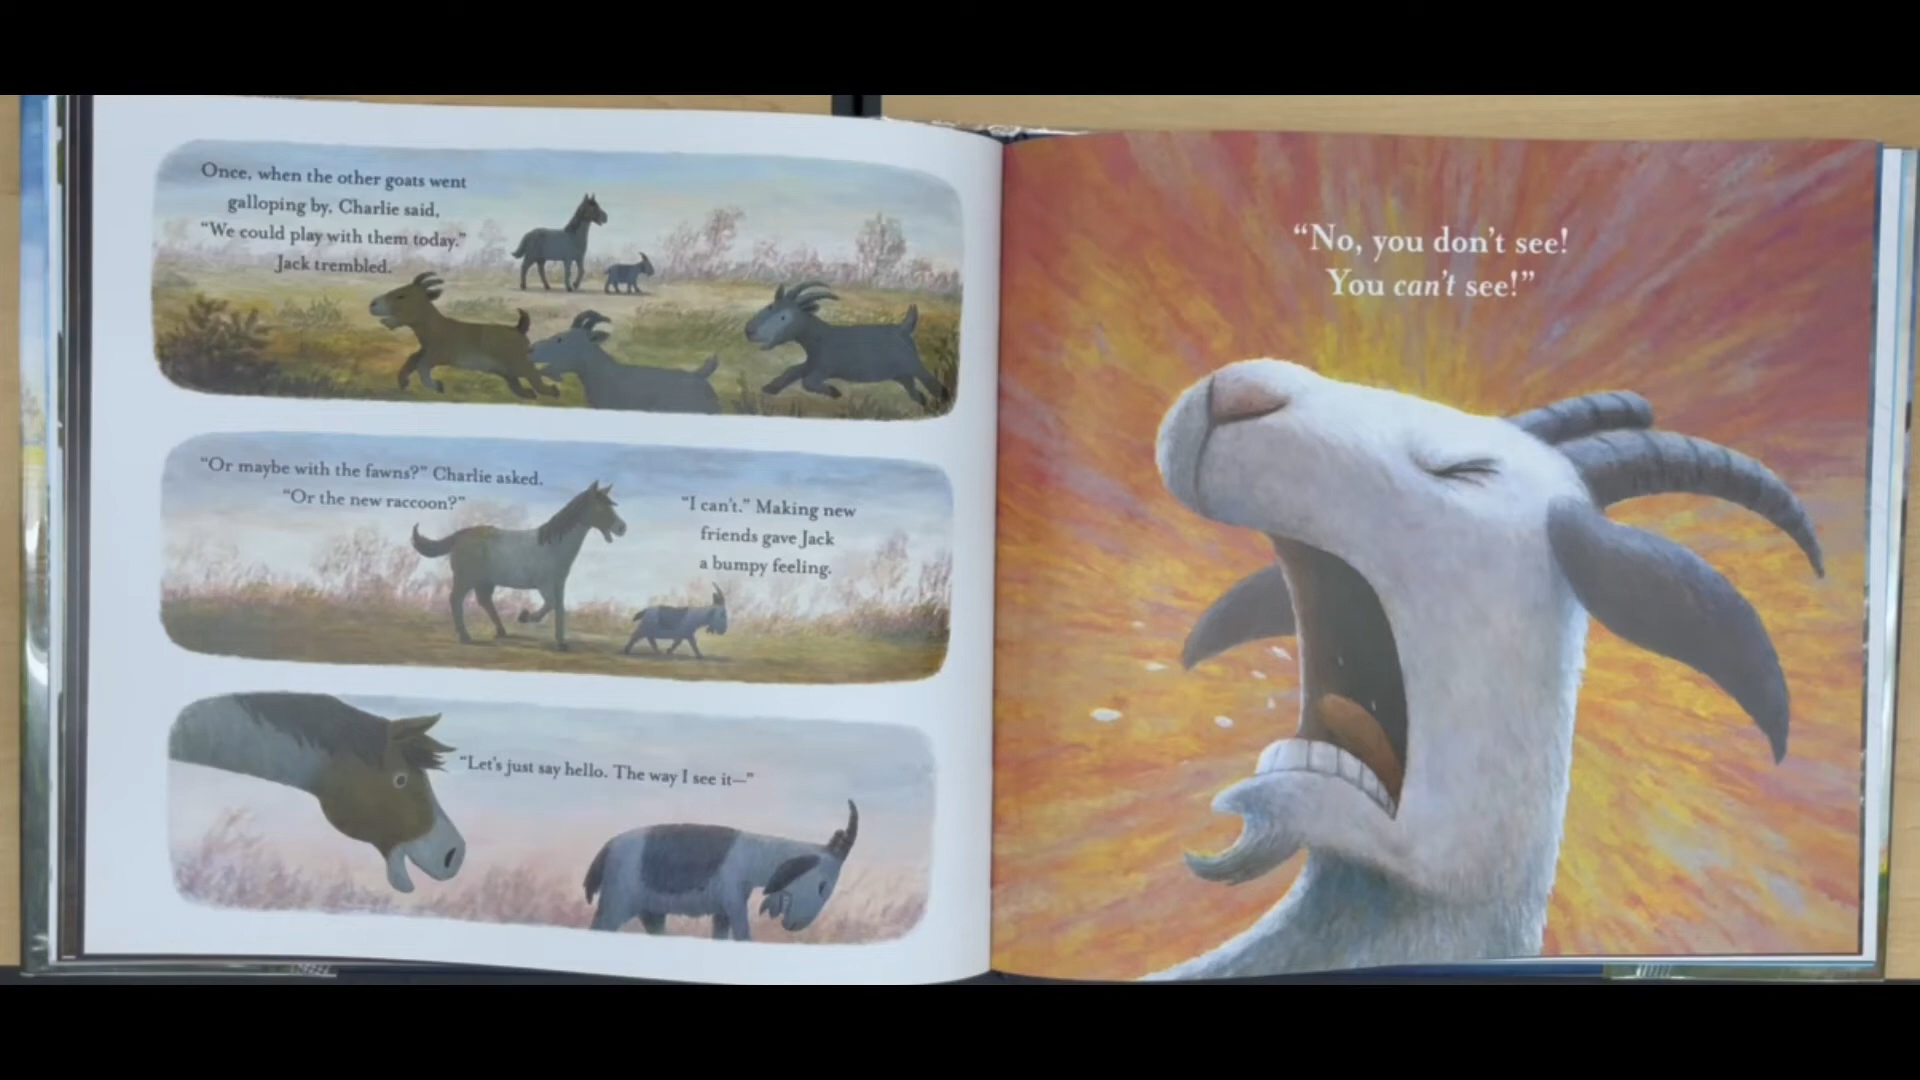 Once, when the other goats went
galloping by, Charlie said,
“We could play with them today.”
Jack trembled.
“Or maybe with the fawns?” Charlie asked.
“Or the new raccoon?”
“I can’t.” Making new
friends gave Jack
a bumpy feeling.
“Let’s just say hello. The way I see it—”
“No, you don’t see!
You can’t see!”